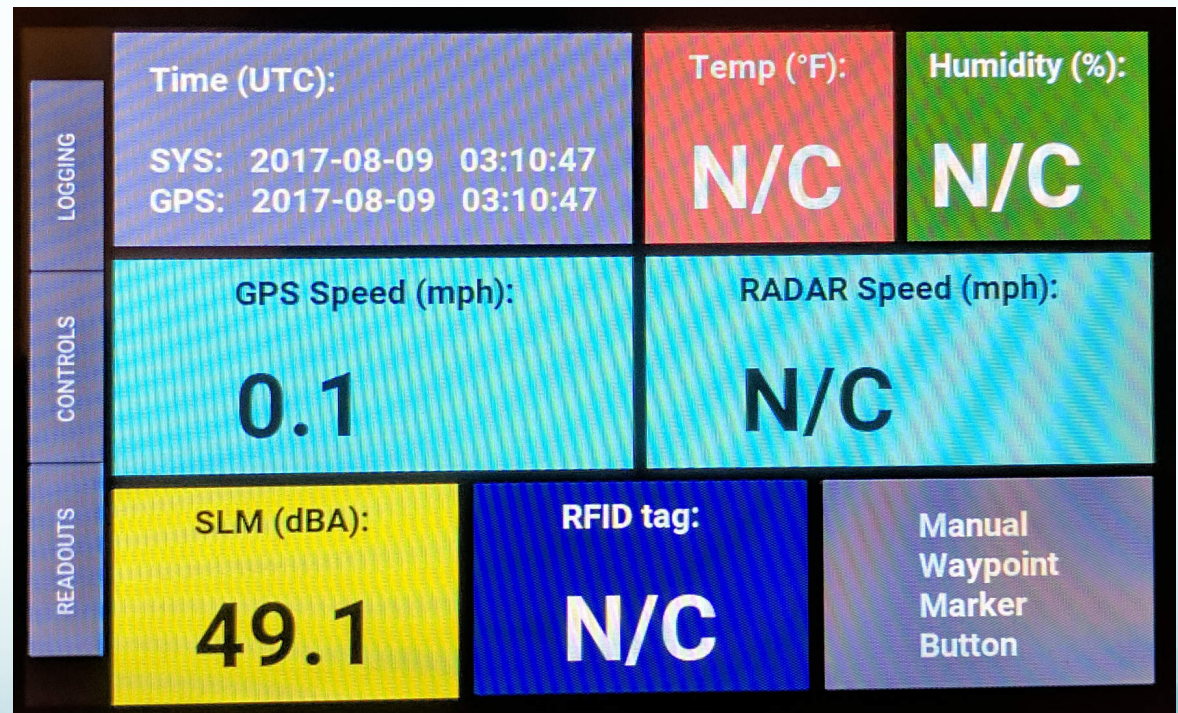 LOGGING
CONTROLS
READOUTS
Time (UTC):
SYS: 2017-08-09 03:10:47
GPS: 2017-08-09 03:10:47
Temp (°F):
N/C
Humidity (%):
N/C
GPS Speed (mph):
0.1
RADAR Speed (mph):
N/C
SLM (dBA):
49.1
RFID tag:
N/C
Manual
Waypoint
Marker
Button